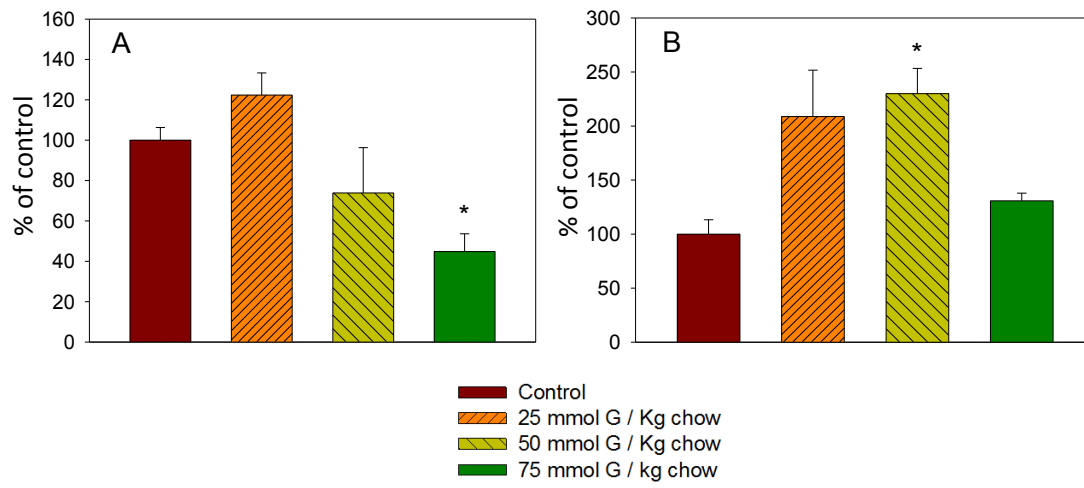 A
% of control
160
140
120
100
80
60
40
20
0
*
B
% of control
300
250
200
150
100
50
0
*
Control
25 mmol G / Kg chow
50 mmol G / Kg chow
75 mmol G / kg chow